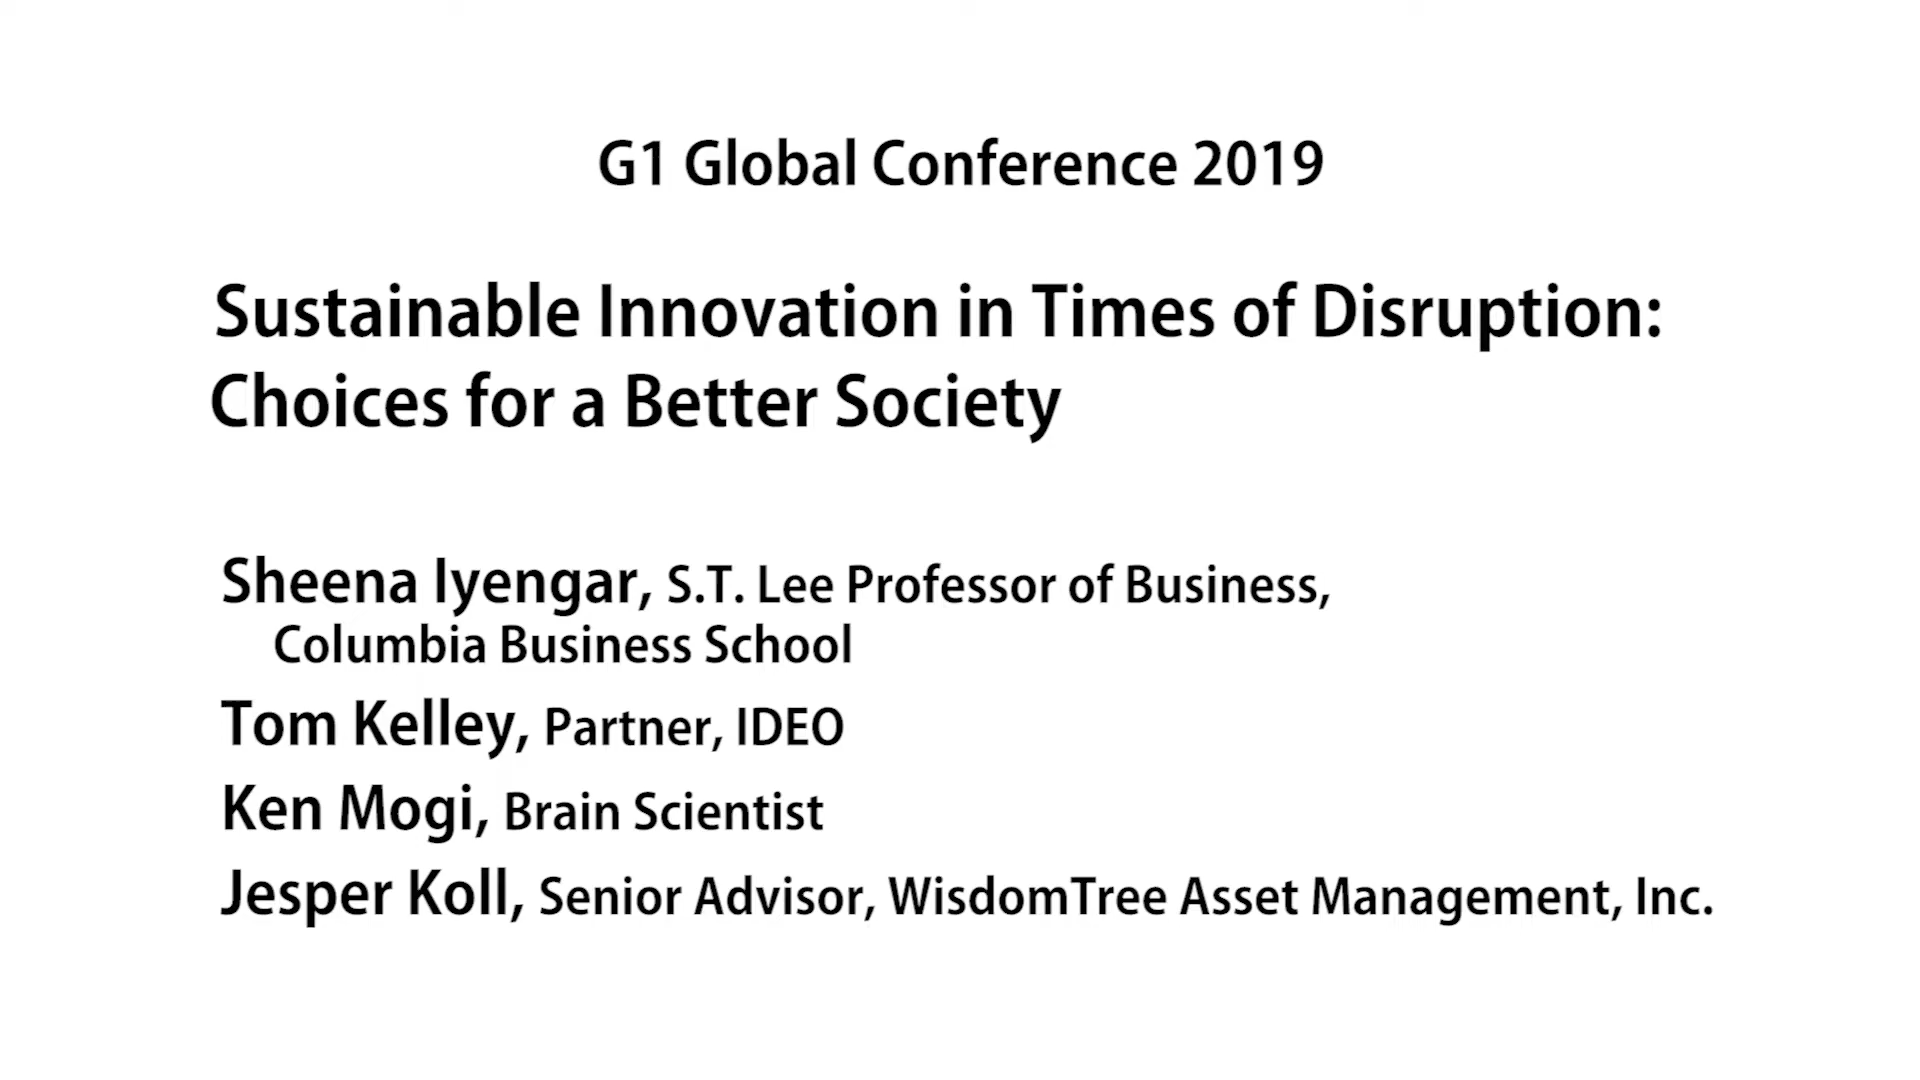 G1 Global Conference 2019
Sustainable Innovation in Times of Disruption:
Choices for a Better Society
Sheena Iyengar, S.T. Lee Professor of Business,
Columbia Business School
Tom Kelley, Partner, IDEO
Ken Mogi, Brain Scientist
Jesper Koll, Senior Advisor, WisdomTree Asset Management, Inc.